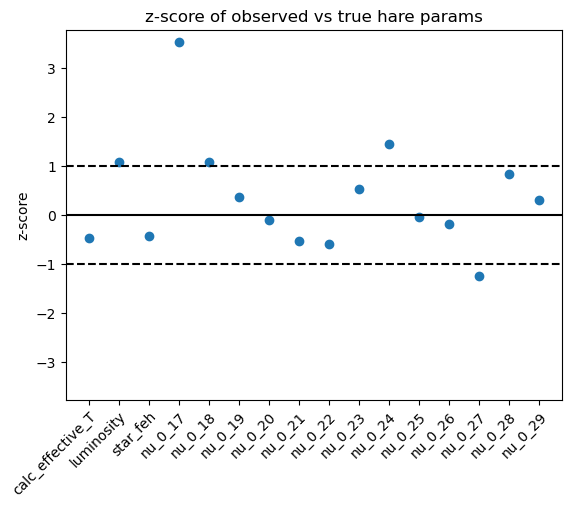 z-score of observed vs true hare params
z-score
3
2
1
0
−1
−2
−3
calc_effective_T
luminosity
star_feh
nu_0_17
nu_0_18
nu_0_19
nu_0_20
nu_0_21
nu_0_22
nu_0_23
nu_0_24
nu_0_25
nu_0_26
nu_0_27
nu_0_28
nu_0_29